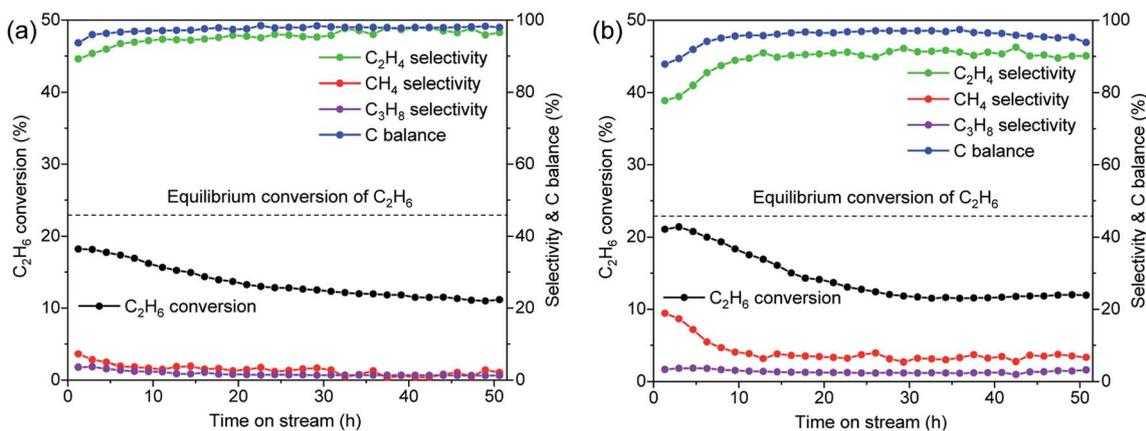 (a)
50
40
30
20
10
0
100
80
60
40
20
0
C₂H₆ conversion (%)
Selectivity & C balance (%)
C₂H₄ selectivity
CH₄ selectivity
C₃H₈ selectivity
C balance
Equilibrium conversion of C₂H₆
C₂H₆ conversion
0 10 20 30 40 50
Time on stream (h)
(b)
50
40
30
20
10
0
100
80
60
40
20
0
C₂H₆ conversion (%)
Selectivity & C balance (%)
C₂H₄ selectivity
CH₄ selectivity
C₃H₈ selectivity
C balance
Equilibrium conversion of C₂H₆
C₂H₆ conversion
0 10 20 30 40 50
Time on stream (h)